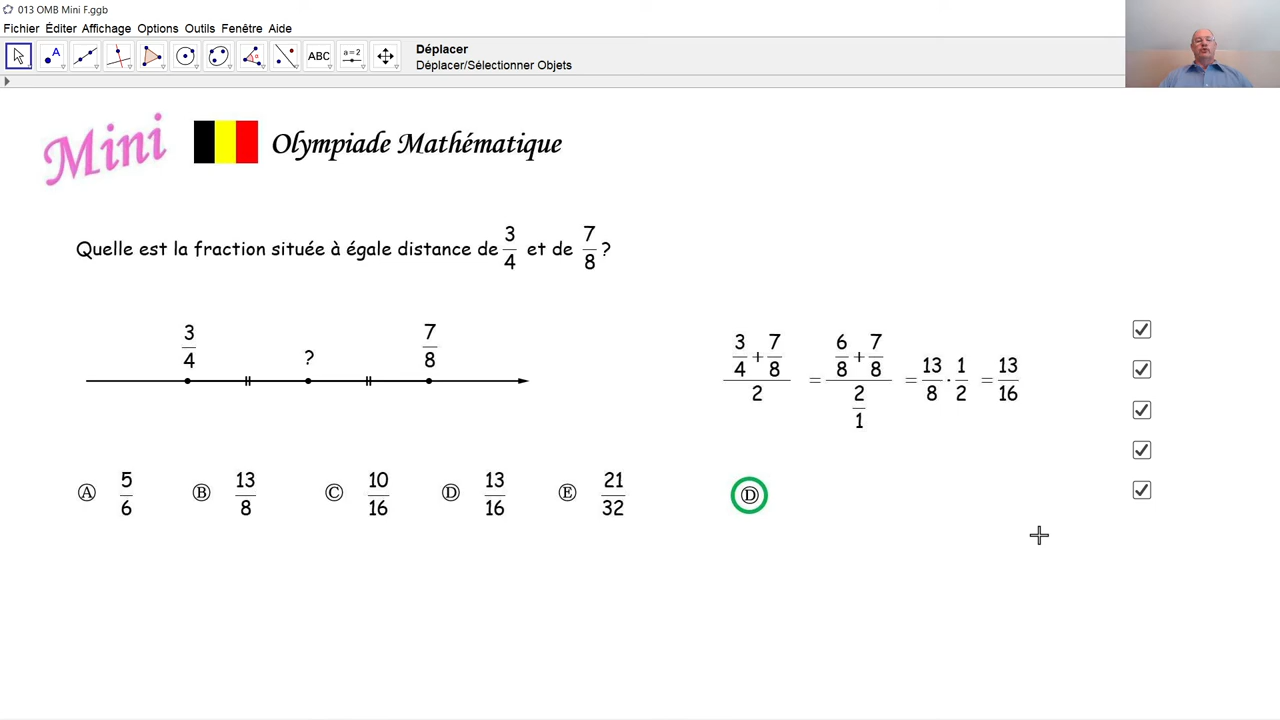 013 OMB Mini F.ggb
Fichier Éditer Affichage Options Outils Fenêtre Aide
A ABC a=2 Déplacer
Déplacer/Sélectionner Objets
Mini Olympiade Mathématique
Quelle est la fraction située à égale distance de 3/4 et de 7/8 ?
3/4 ? 7/8
(3/4 + 7/8)/2 = (6/8 + 7/8)/(2/1) = 13/8 · 1/2 = 13/16
Ⓐ 5/6 Ⓑ 13/8 Ⓒ 10/16 Ⓓ 13/16 Ⓔ 21/32
Ⓓ